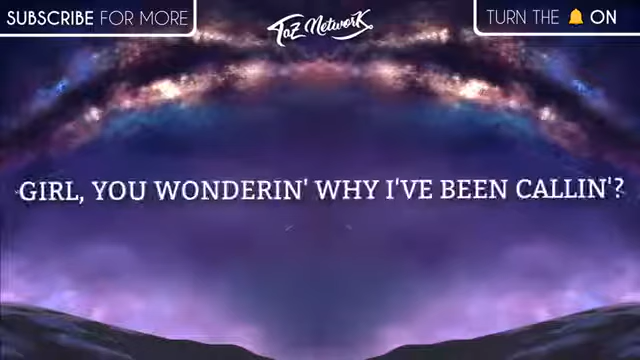 SUBSCRIBE FOR MORE
TaZ NetworK
TURN THE 🔔 ON
GIRL, YOU WONDERIN' WHY I'VE BEEN CALLIN'?